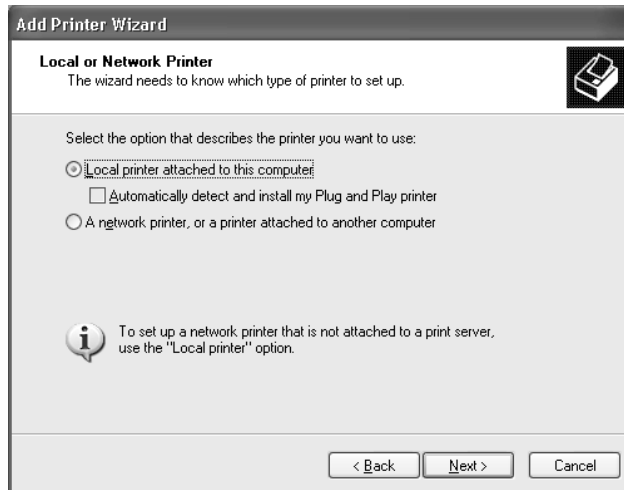 Add Printer Wizard
Local or Network Printer
The wizard needs to know which type of printer to set up.
Select the option that describes the printer you want to use:
Local printer attached to this computer
Automatically detect and install my Plug and Play printer
A network printer, or a printer attached to another computer
To set up a network printer that is not attached to a print server,
use the "Local printer" option.
< Back
Next >
Cancel